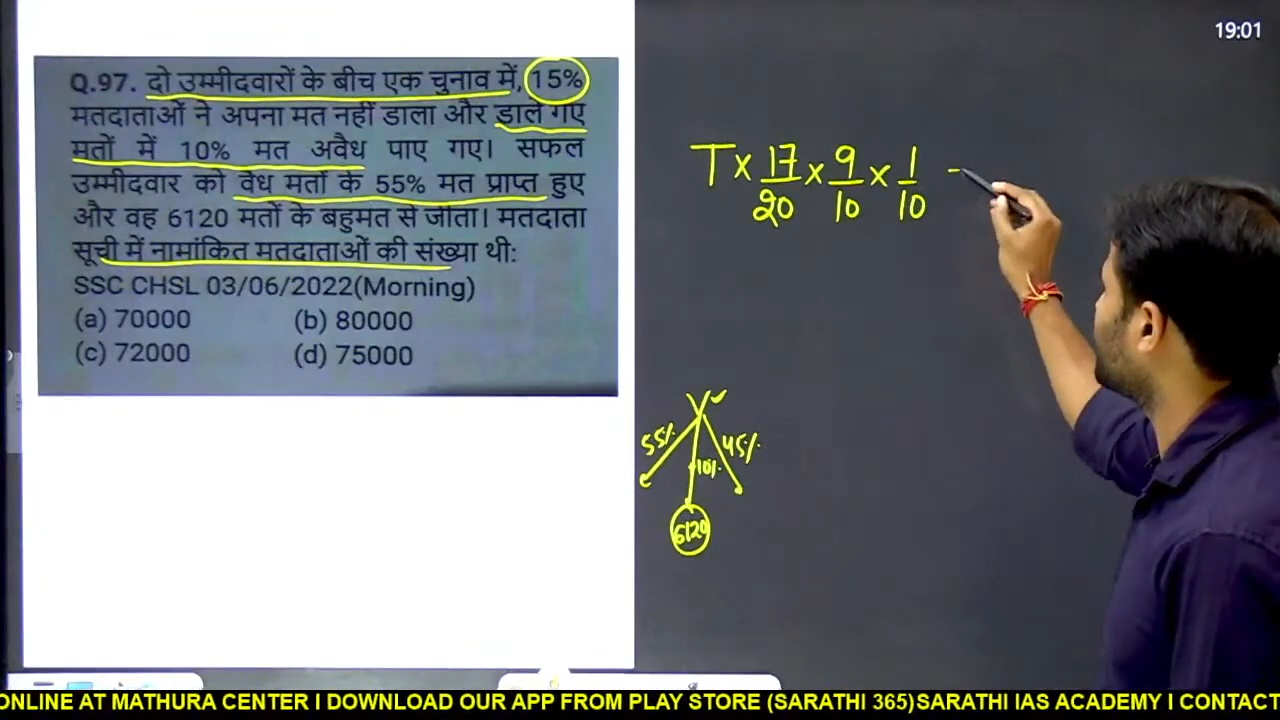 19:01
Q.97. दो उम्मीदवारों के बीच एक चुनाव में, 15%
मतदाताओं ने अपना मत नहीं डाला और डाले गए
मतों में 10% मत अवैध पाए गए। सफल
उम्मीदवार को वैध मतों के 55% मत प्राप्त हुए
और वह 6120 मतों के बहुमत से जीता। मतदाता
सूची में नामांकित मतदाताओं की संख्या थी:
SSC CHSL 03/06/2022(Morning)
(a) 70000 (b) 80000
(c) 72000 (d) 75000
T × 17/20 × 9/10 × 1/10 -
55% 45%
10%
6120
ONLINE AT MATHURA CENTER I DOWNLOAD OUR APP FROM PLAY STORE (SARATHI 365)SARATHI IAS ACADEMY I CONTACT